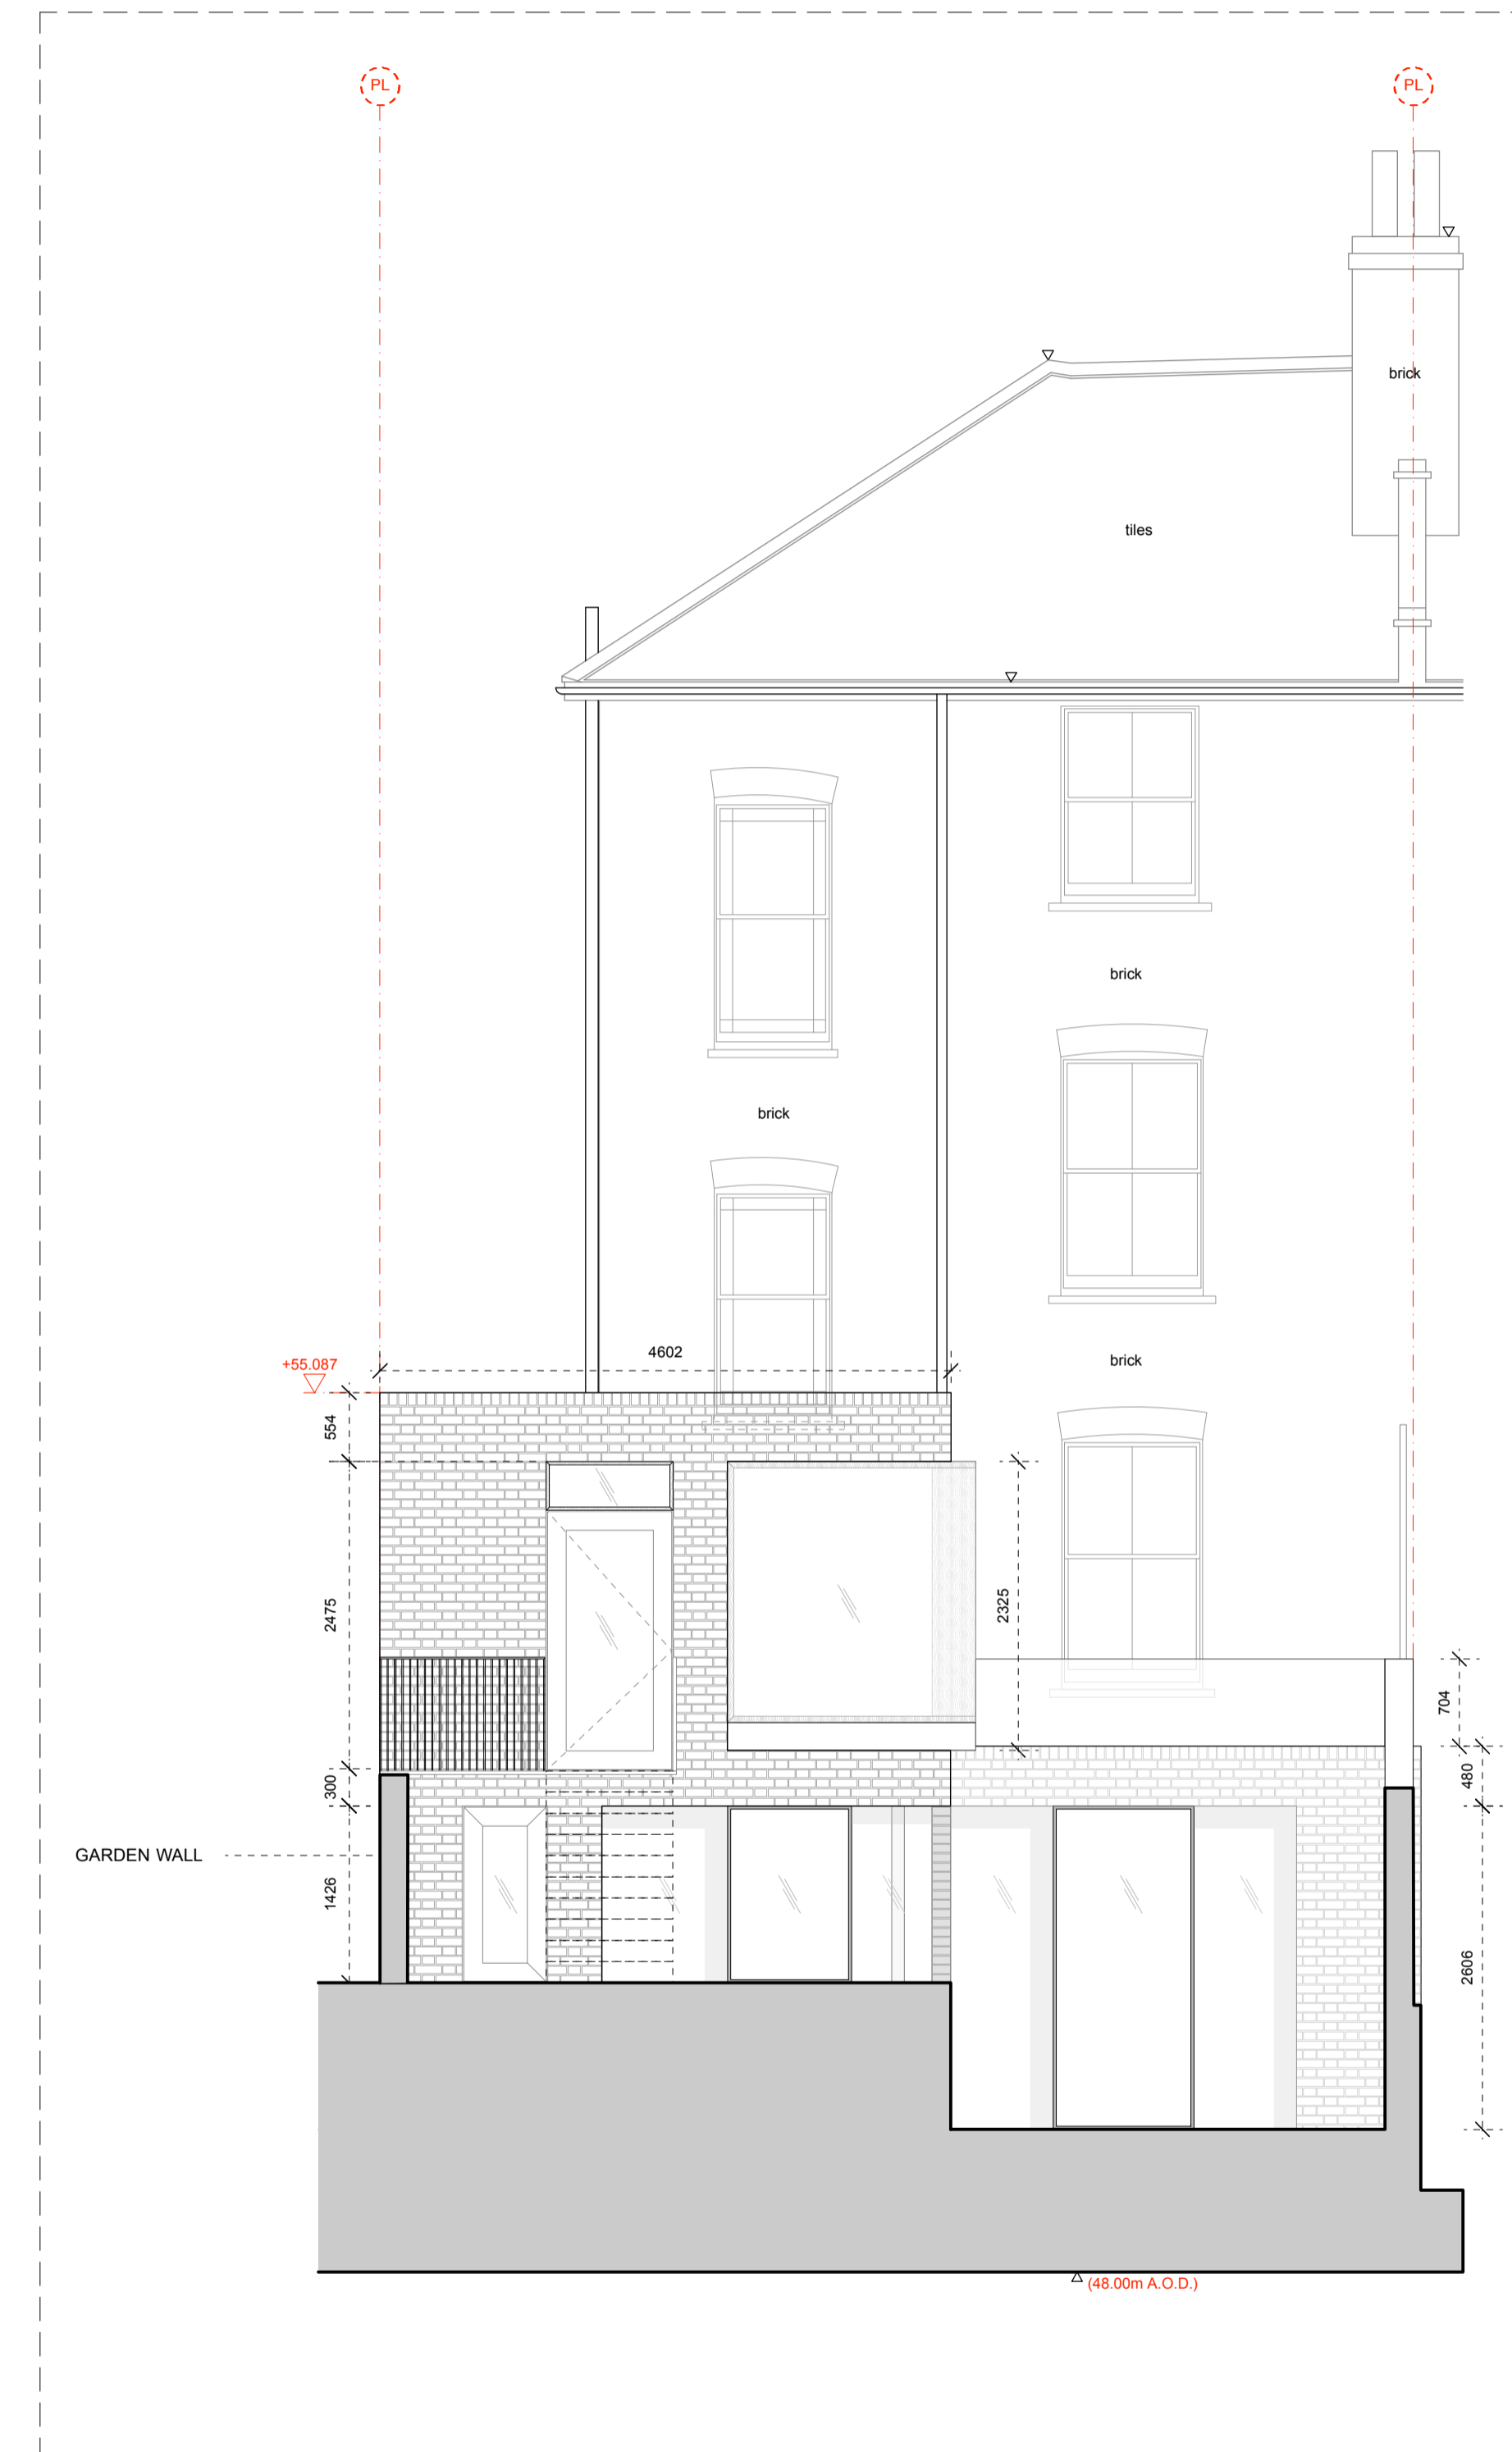 PL
PL
brick
tiles
brick
brick
brick
4602
+55.087
554
2475
2325
704
480
300
GARDEN WALL
1426
2606
(48.00m A.O.D.)